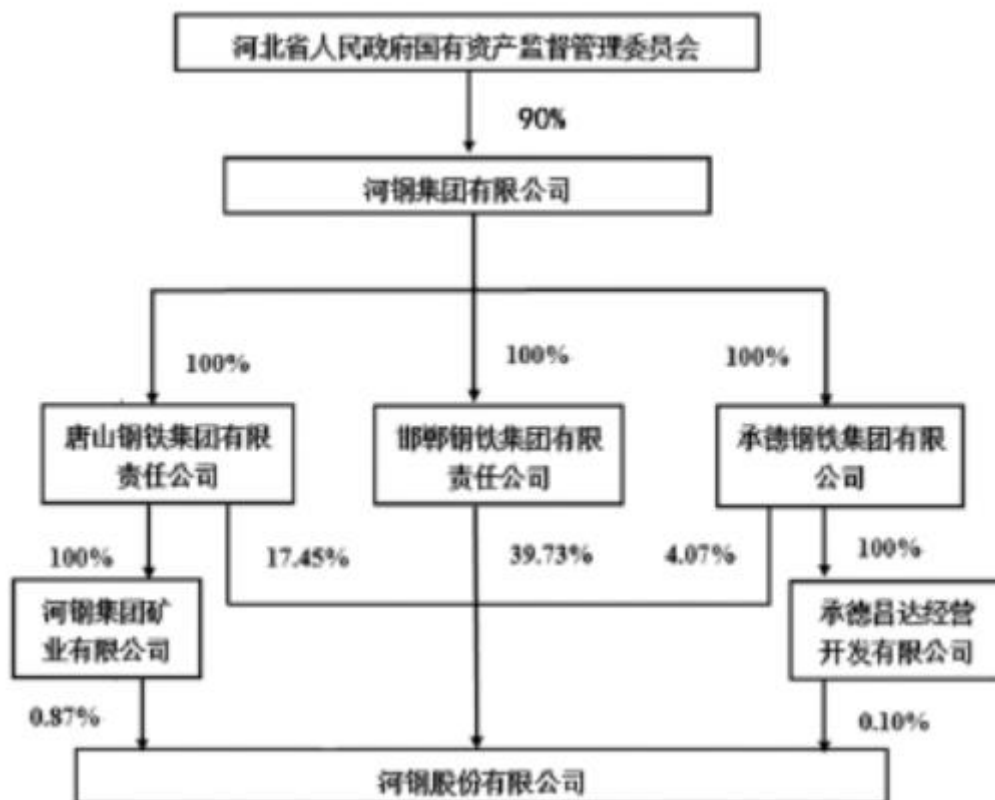 河北省人民政府国有资产监督管理委员会
90%
河钢集团有限公司
100%
100%
100%
唐山钢铁集团有限
责任公司
邯郸钢铁集团有限
责任公司
承德钢铁集团有限
公司
100%
17.45%
39.73%
4.07%
100%
河钢集团矿
业有限公司
承德昌达经营
开发有限公司
0.87%
0.10%
河钢股份有限公司